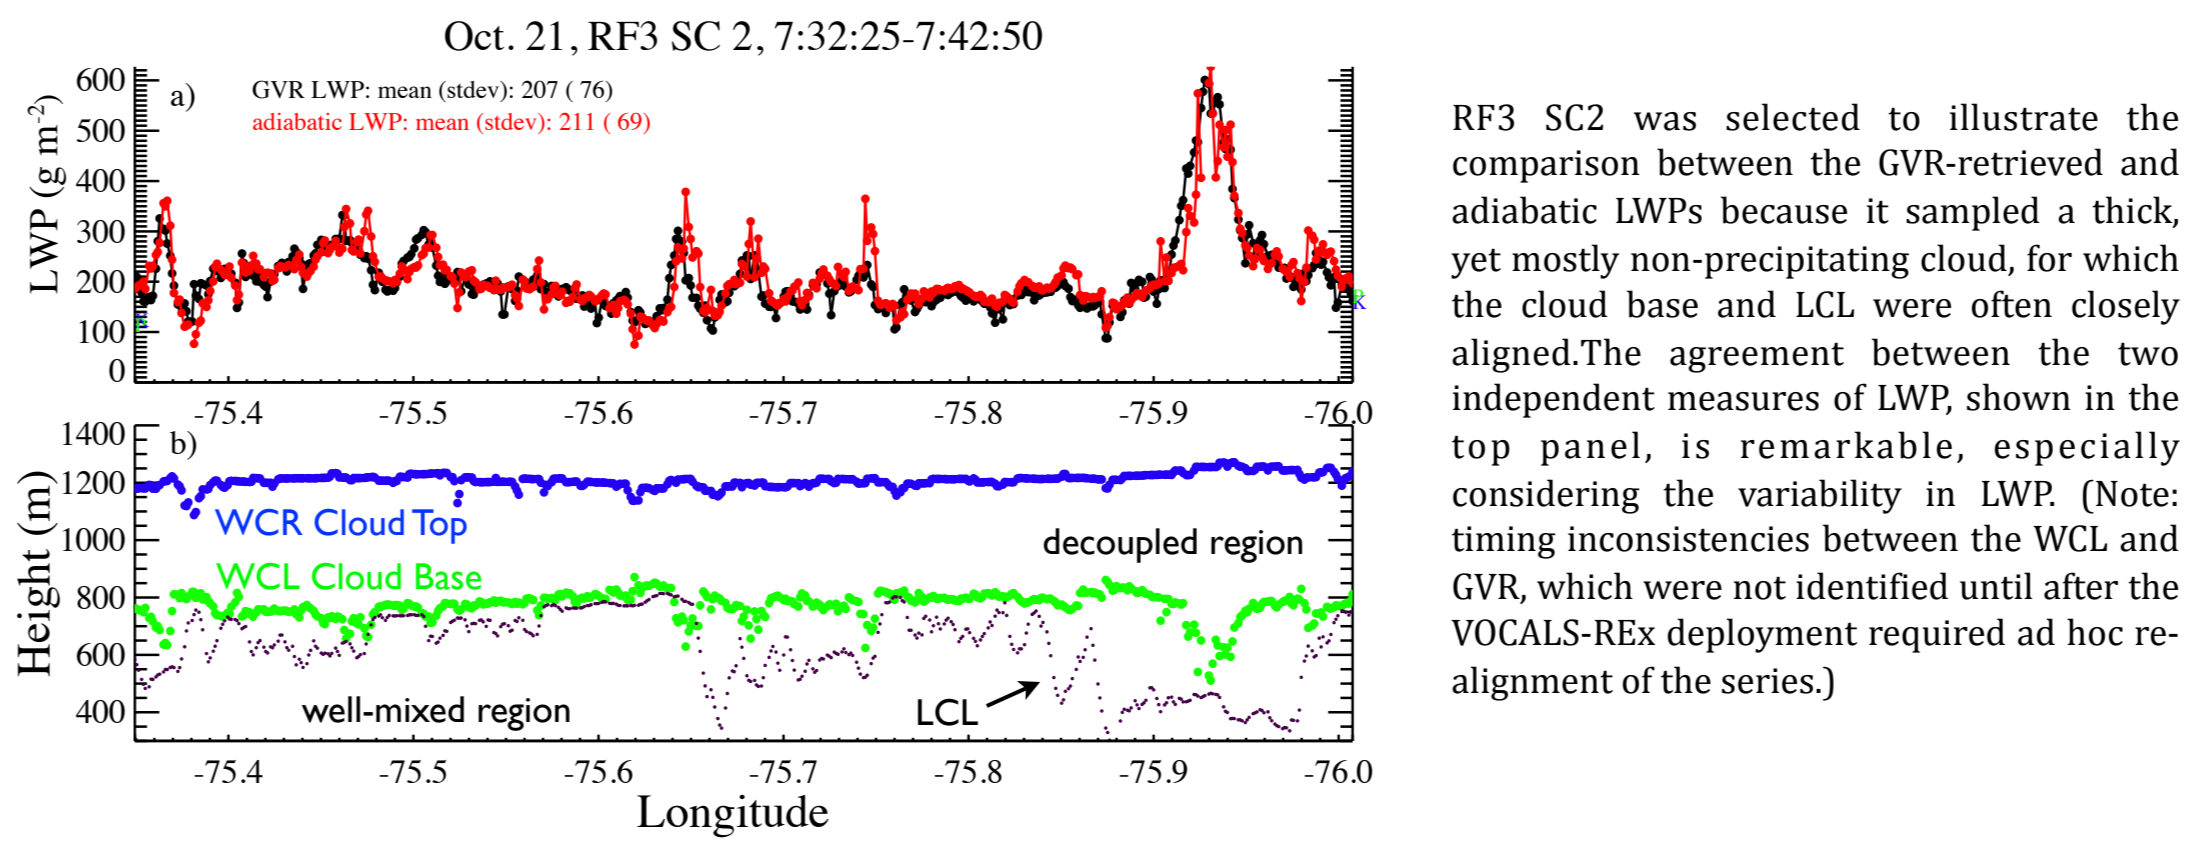 Oct. 21, RF3 SC 2, 7:32:25-7:42:50
a)
GVR LWP: mean (stdev): 207 ( 76)
adiabatic LWP: mean (stdev): 211 ( 69)
LWP (g m-2)
600
500
400
300
200
100
0
K
-75.4 -75.5 -75.6 -75.7 -75.8 -75.9 -76.0
b)
Height (m)
1400
1200
1000
800
600
400
WCR Cloud Top
decoupled region
WCL Cloud Base
well-mixed region
LCL
-75.4 -75.5 -75.6 -75.7 -75.8 -75.9 -76.0
Longitude
RF3 SC2 was selected to illustrate the
comparison between the GVR-retrieved and
adiabatic LWPs because it sampled a thick,
yet mostly non-precipitating cloud, for which
the cloud base and LCL were often closely
aligned.The agreement between the two
independent measures of LWP, shown in the
top panel, is remarkable, especially
considering the variability in LWP. (Note:
timing inconsistencies between the WCL and
GVR, which were not identified until after the
VOCALS-REx deployment required ad hoc re-
alignment of the series.)